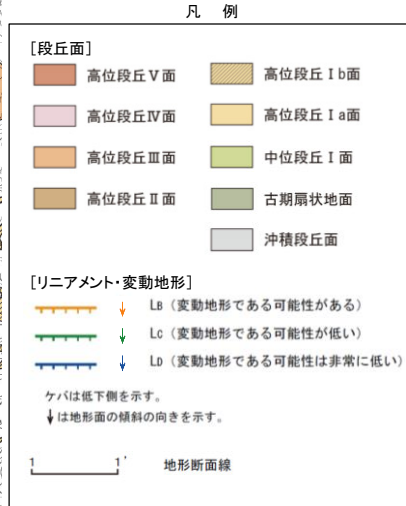 凡 例
[段丘面]
高位段丘Ⅴ面
高位段丘Ⅳ面
高位段丘Ⅲ面
高位段丘Ⅱ面
高位段丘Ⅰb面
高位段丘Ⅰa面
中位段丘Ⅰ面
古期扇状地面
沖積段丘面
[リニアメント・変動地形]
LB (変動地形である可能性がある)
LC (変動地形である可能性が低い)
LD (変動地形である可能性は非常に低い)
ケバは低下側を示す。
↓は地形面の傾斜の向きを示す。
1 1' 地形断面線